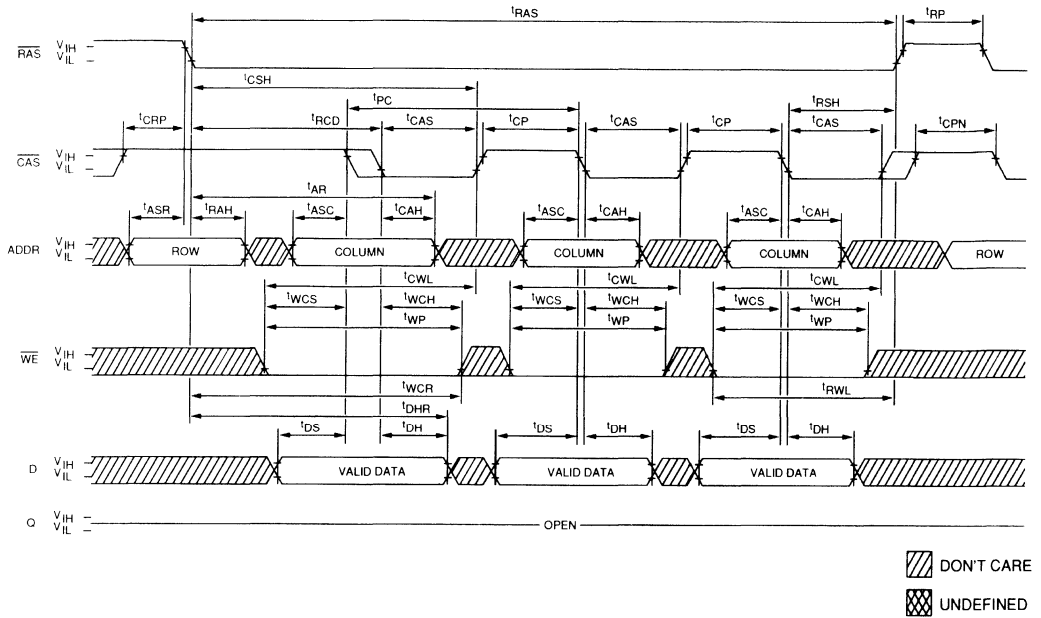 tRAS
tRP
RAS VIH
VIL
tCSH
tPC
tRSH
tCRP
tRCD
tCAS
tCP
tCAS
tCP
tCAS
tCPN
CAS VIH
VIL
tAR
tASR
tRAH
tASC
tCAH
tASC
tCAH
tASC
tCAH
ADDR VIH
VIL
ROW
COLUMN
COLUMN
COLUMN
ROW
tCWL
tCWL
tCWL
tWCS
tWCH
tWCS
tWCH
tWCS
tWCH
tWP
tWP
tWP
WE VIH
VIL
tWCR
tRWL
tDHR
tDS
tDH
tDS
tDH
tDS
tDH
D VIH
VIL
VALID DATA
VALID DATA
VALID DATA
Q VIH
VIL
OPEN
DON'T CARE
UNDEFINED